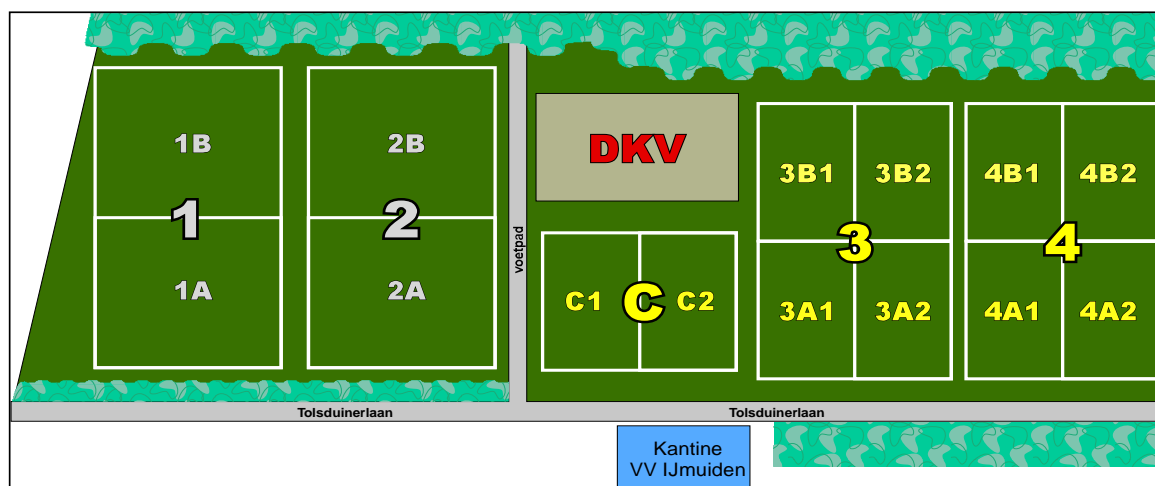 1B
1
1A
2B
2
2A
voetpad
DKV
C1
C
C2
3B1
3B2
3
3A1
3A2
4B1
4B2
4
4A1
4A2
Tolsduinerlaan
Tolsduinerlaan
Kantine
VV IJmuiden